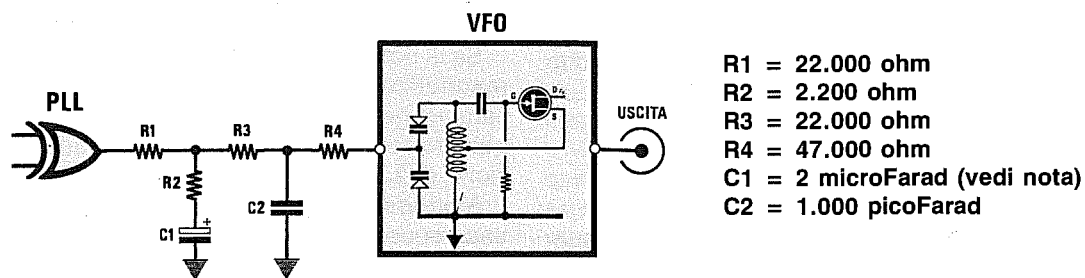 VFO
PLL
R1
R3
R4
R2
C1
+
C2
G
S
USCITA
R1 = 22.000 ohm
R2 = 2.200 ohm
R3 = 22.000 ohm
R4 = 47.000 ohm
C1 = 2 microFarad (vedi nota)
C2 = 1.000 picoFarad